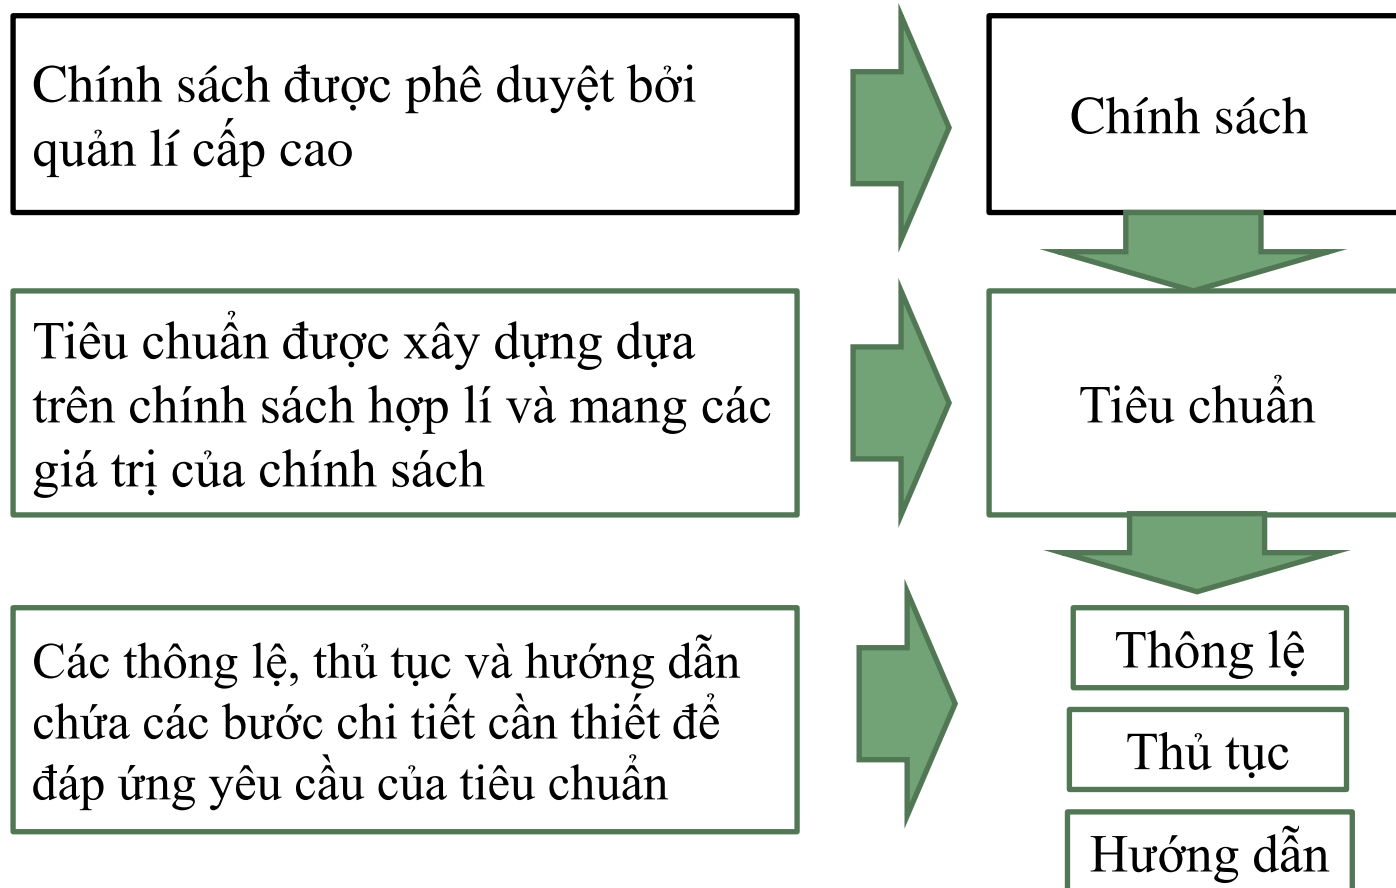 Chính sách được phê duyệt bởi
quản lí cấp cao
Chính sách
Tiêu chuẩn được xây dựng dựa
trên chính sách hợp lí và mang các
giá trị của chính sách
Tiêu chuẩn
Các thông lệ, thủ tục và hướng dẫn
chứa các bước chi tiết cần thiết để
đáp ứng yêu cầu của tiêu chuẩn
Thông lệ
Thủ tục
Hướng dẫn